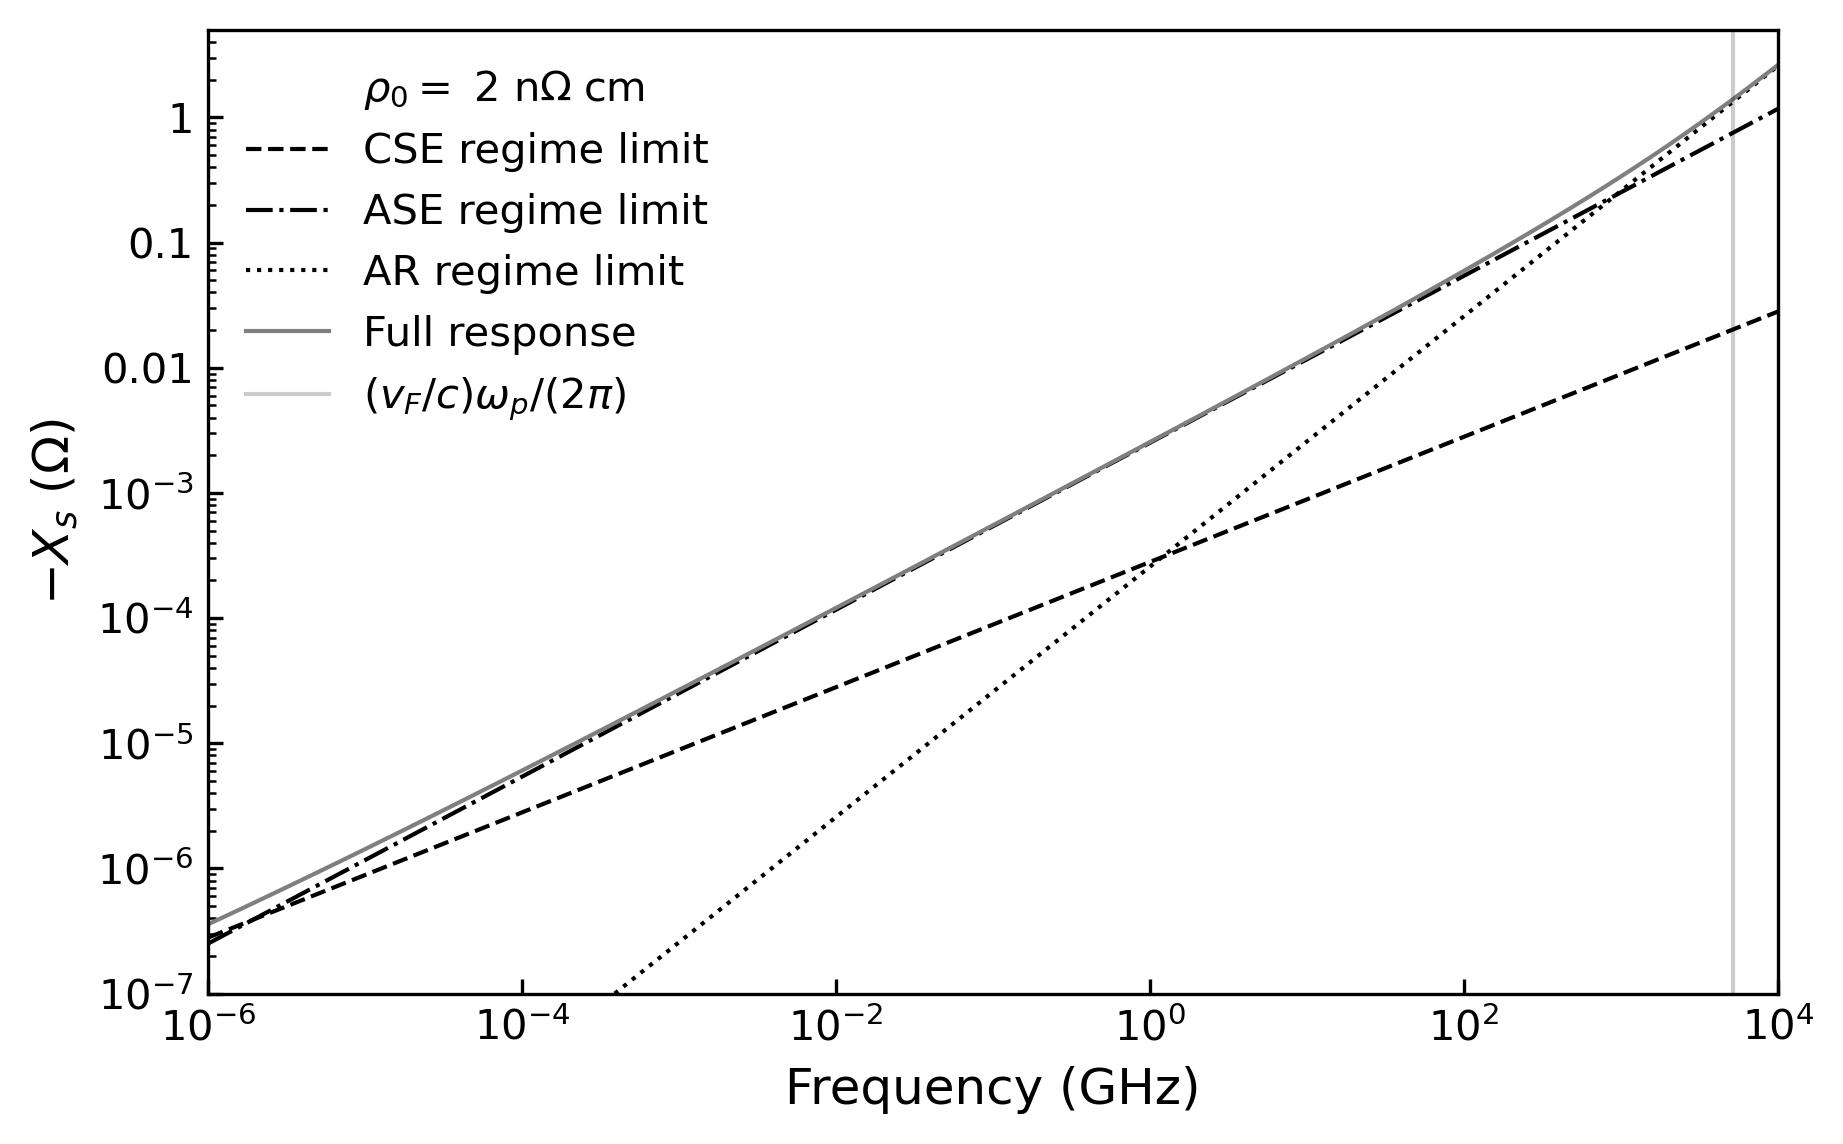 ρ₀ = 2 nΩ cm
CSE regime limit
ASE regime limit
AR regime limit
Full response
(v_F/c)ω_p/(2π)
1
0.1
0.01
10⁻³
10⁻⁴
10⁻⁵
10⁻⁶
10⁻⁷
−X_s (Ω)
10⁻⁶ 10⁻⁴ 10⁻² 10⁰ 10² 10⁴
Frequency (GHz)